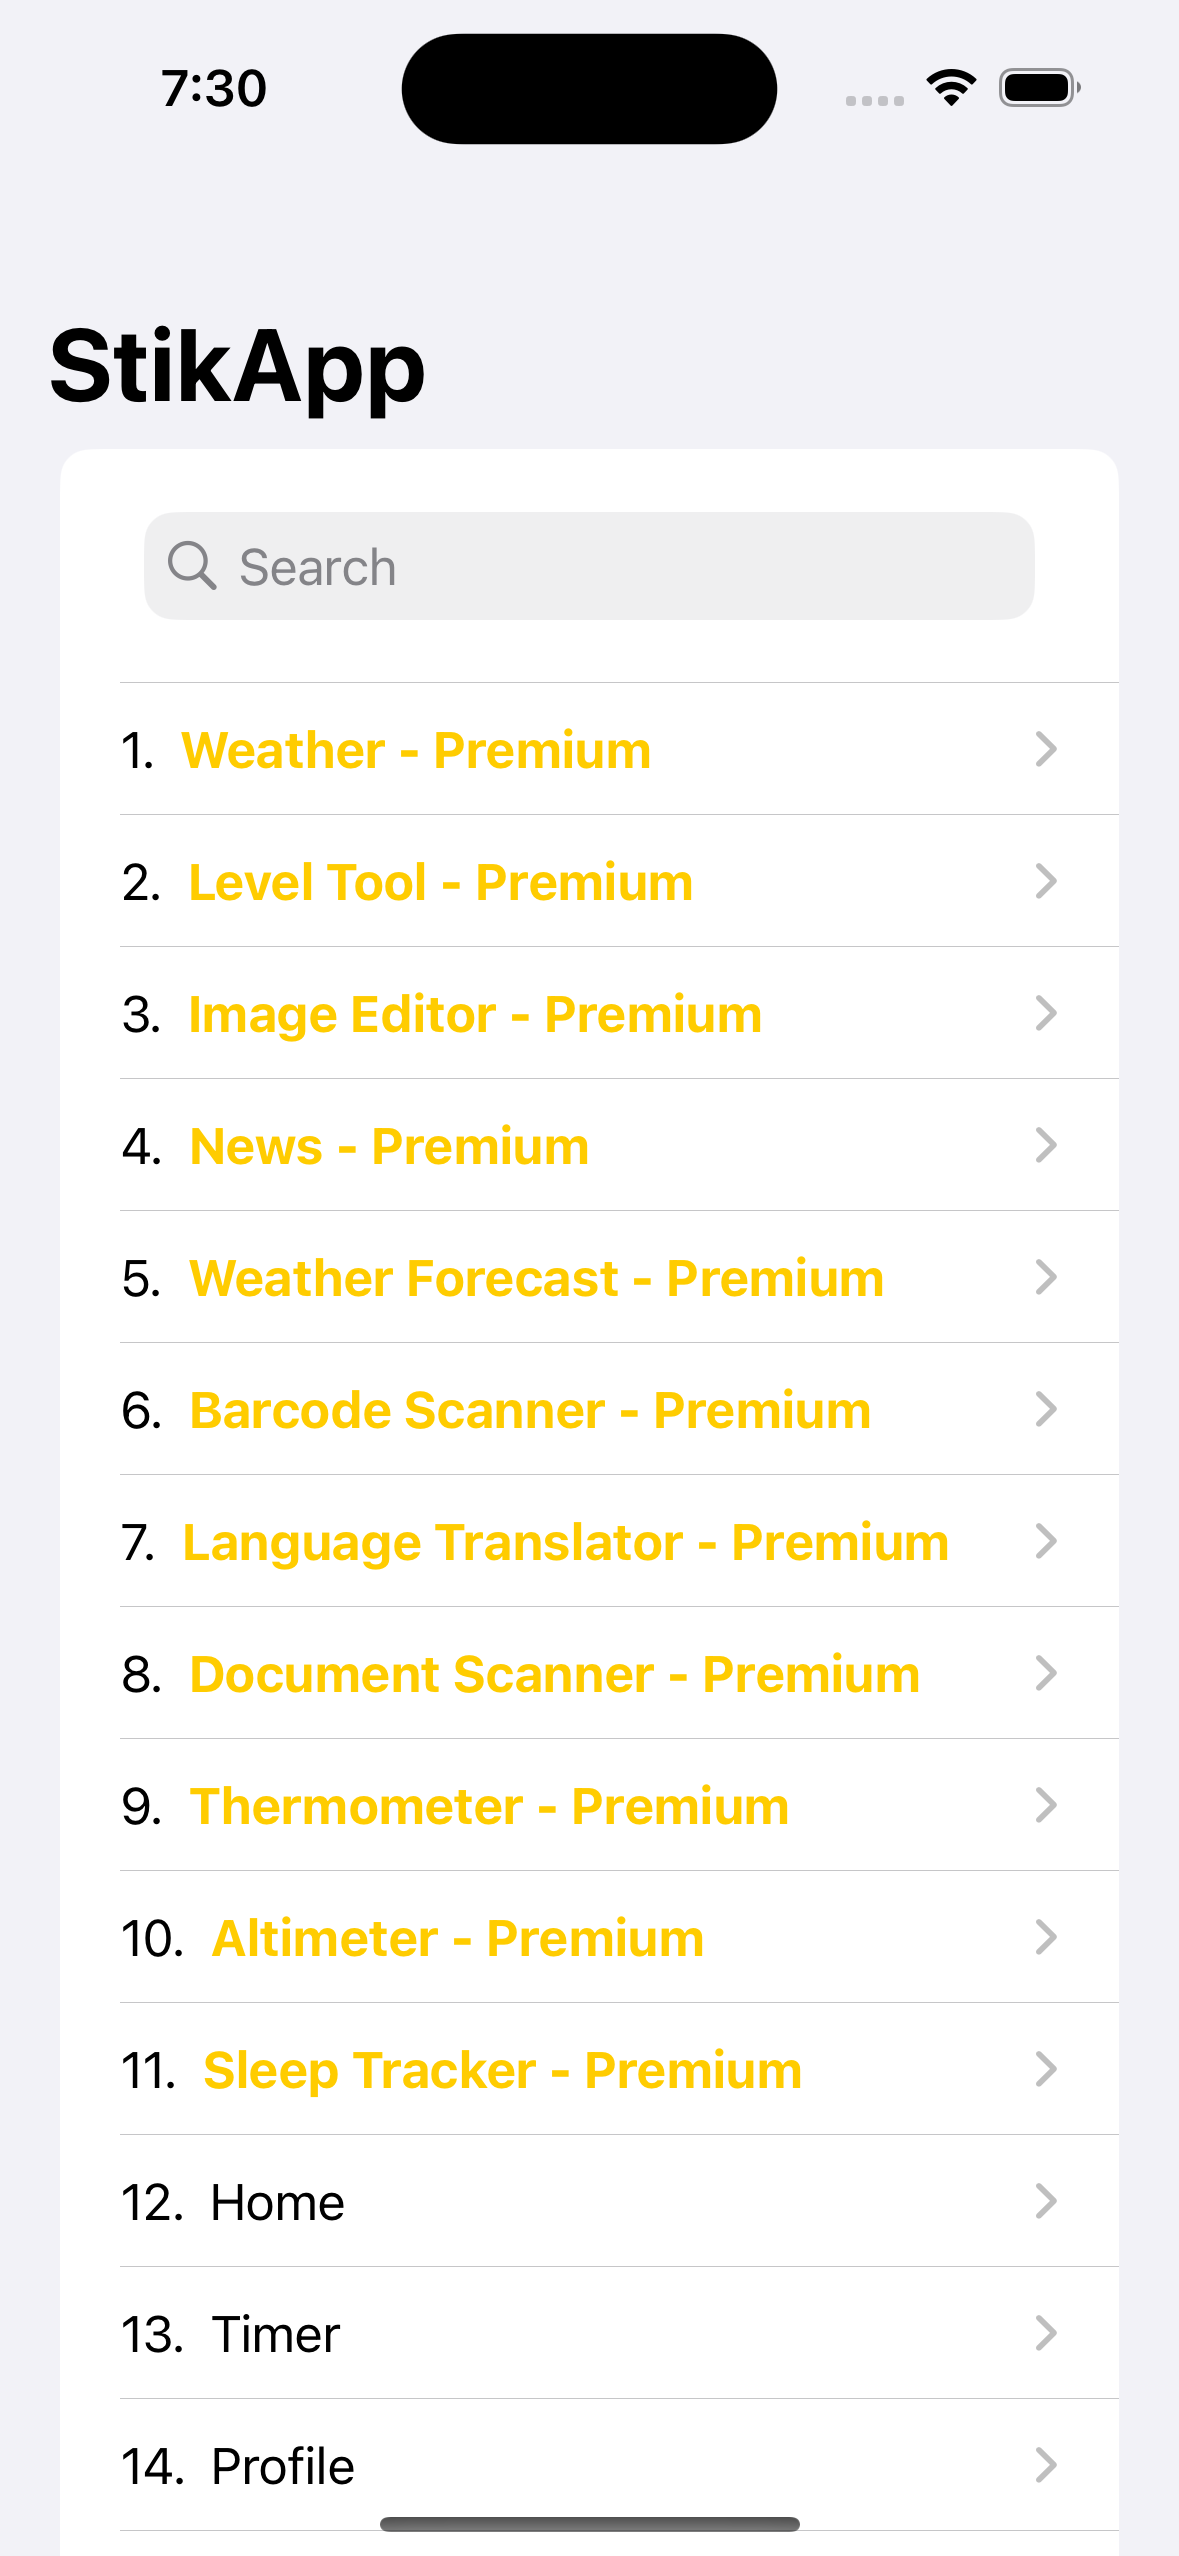 7:30
StikApp
Search
1. Weather - Premium
2. Level Tool - Premium
3. Image Editor - Premium
4. News - Premium
5. Weather Forecast - Premium
6. Barcode Scanner - Premium
7. Language Translator - Premium
8. Document Scanner - Premium
9. Thermometer - Premium
10. Altimeter - Premium
11. Sleep Tracker - Premium
12. Home
13. Timer
14. Profile